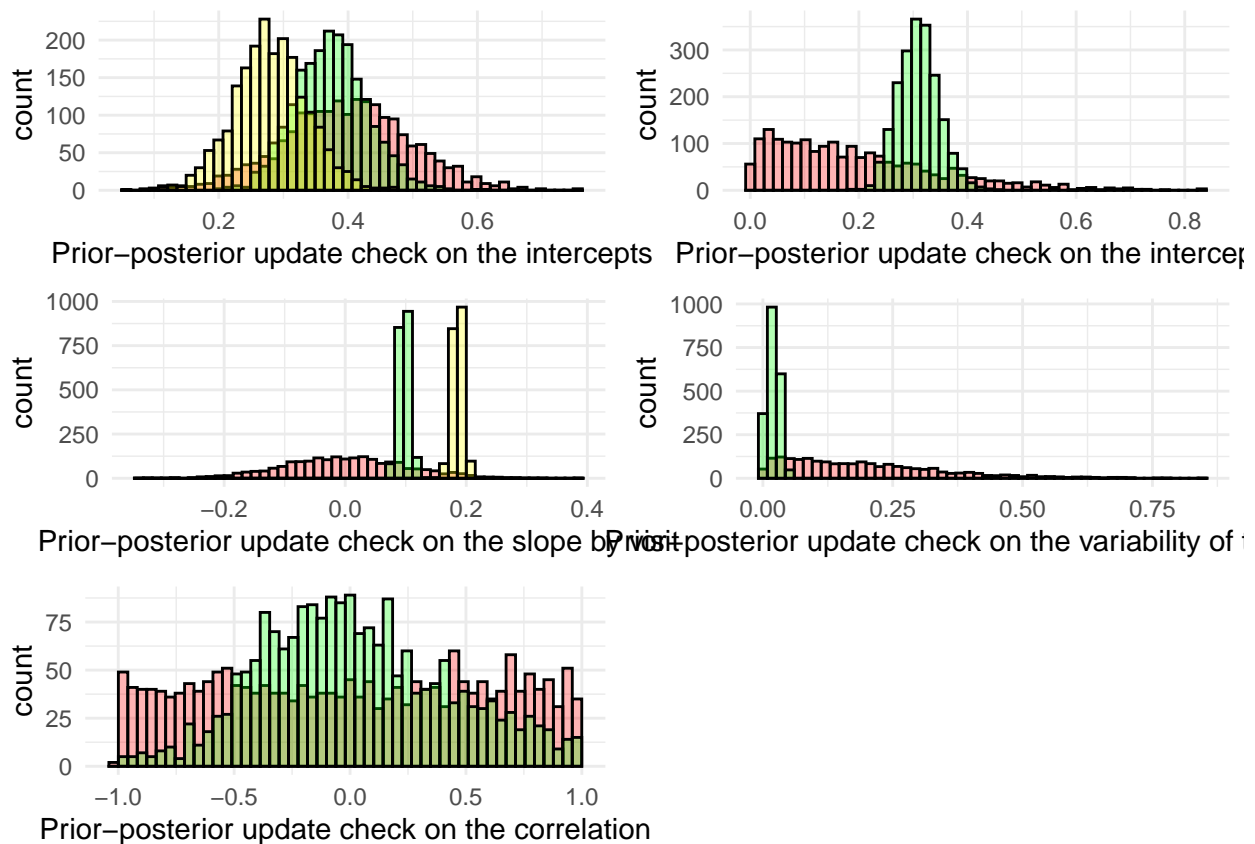 count
200
150
100
50
0
0.2 0.4 0.6
Prior−posterior update check on the intercepts
count
300
200
100
0
0.0 0.2 0.4 0.6 0.8
Prior−posterior update check on the intercep
count
1000
750
500
250
0
−0.2 0.0 0.2 0.4
Prior−posterior update check on the slope by visit
count
1000
750
500
250
0
0.00 0.25 0.50 0.75
Prior−posterior update check on the variability of
count
75
50
25
0
−1.0 −0.5 0.0 0.5 1.0
Prior−posterior update check on the correlation